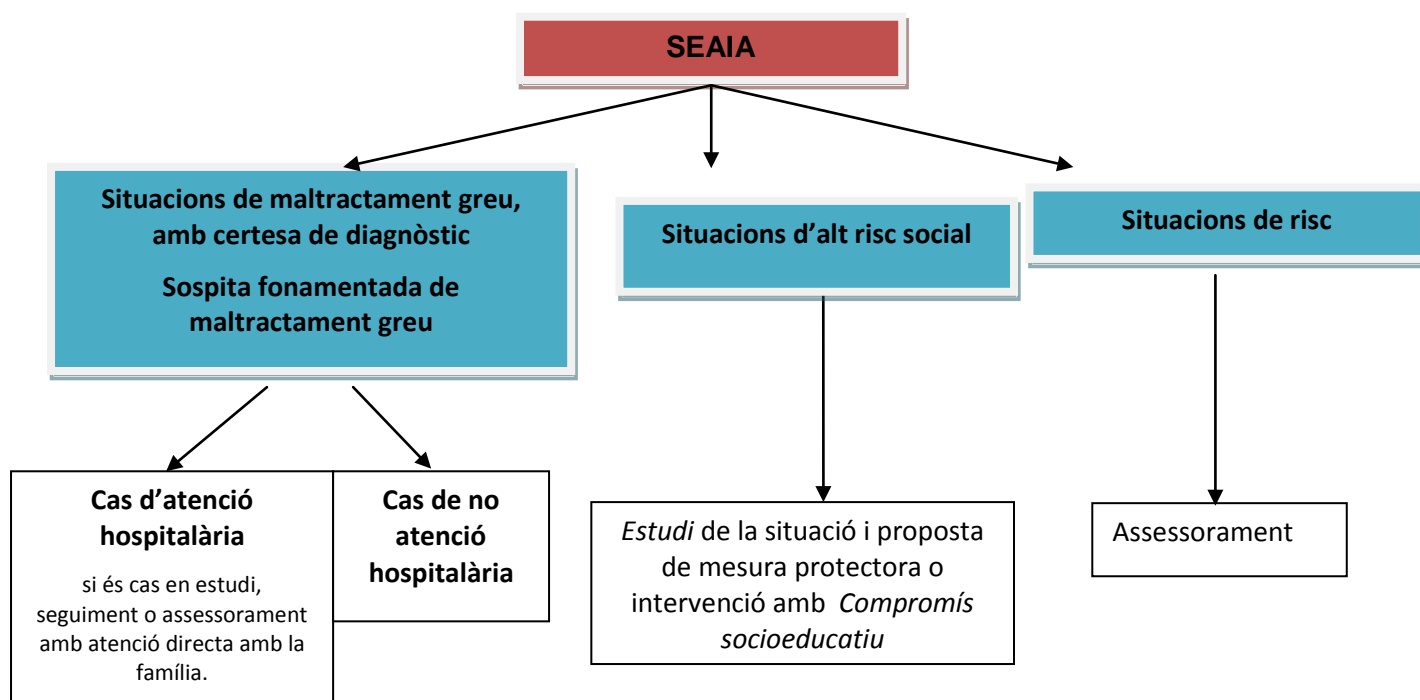 SEAIA
Situacions de maltractament greu,
amb certesa de diagnòstic
Sospita fonamentada de
maltractament greu
Situacions d’alt risc social
Situacions de risc
Cas d’atenció
hospitalària
si és cas en estudi,
seguiment o assessorament
amb atenció directa amb la
família.
Cas de no
atenció
hospitalària
Estudi de la situació i proposta
de mesura protectora o
intervenció amb Compromís
socioeducatiu
Assessorament